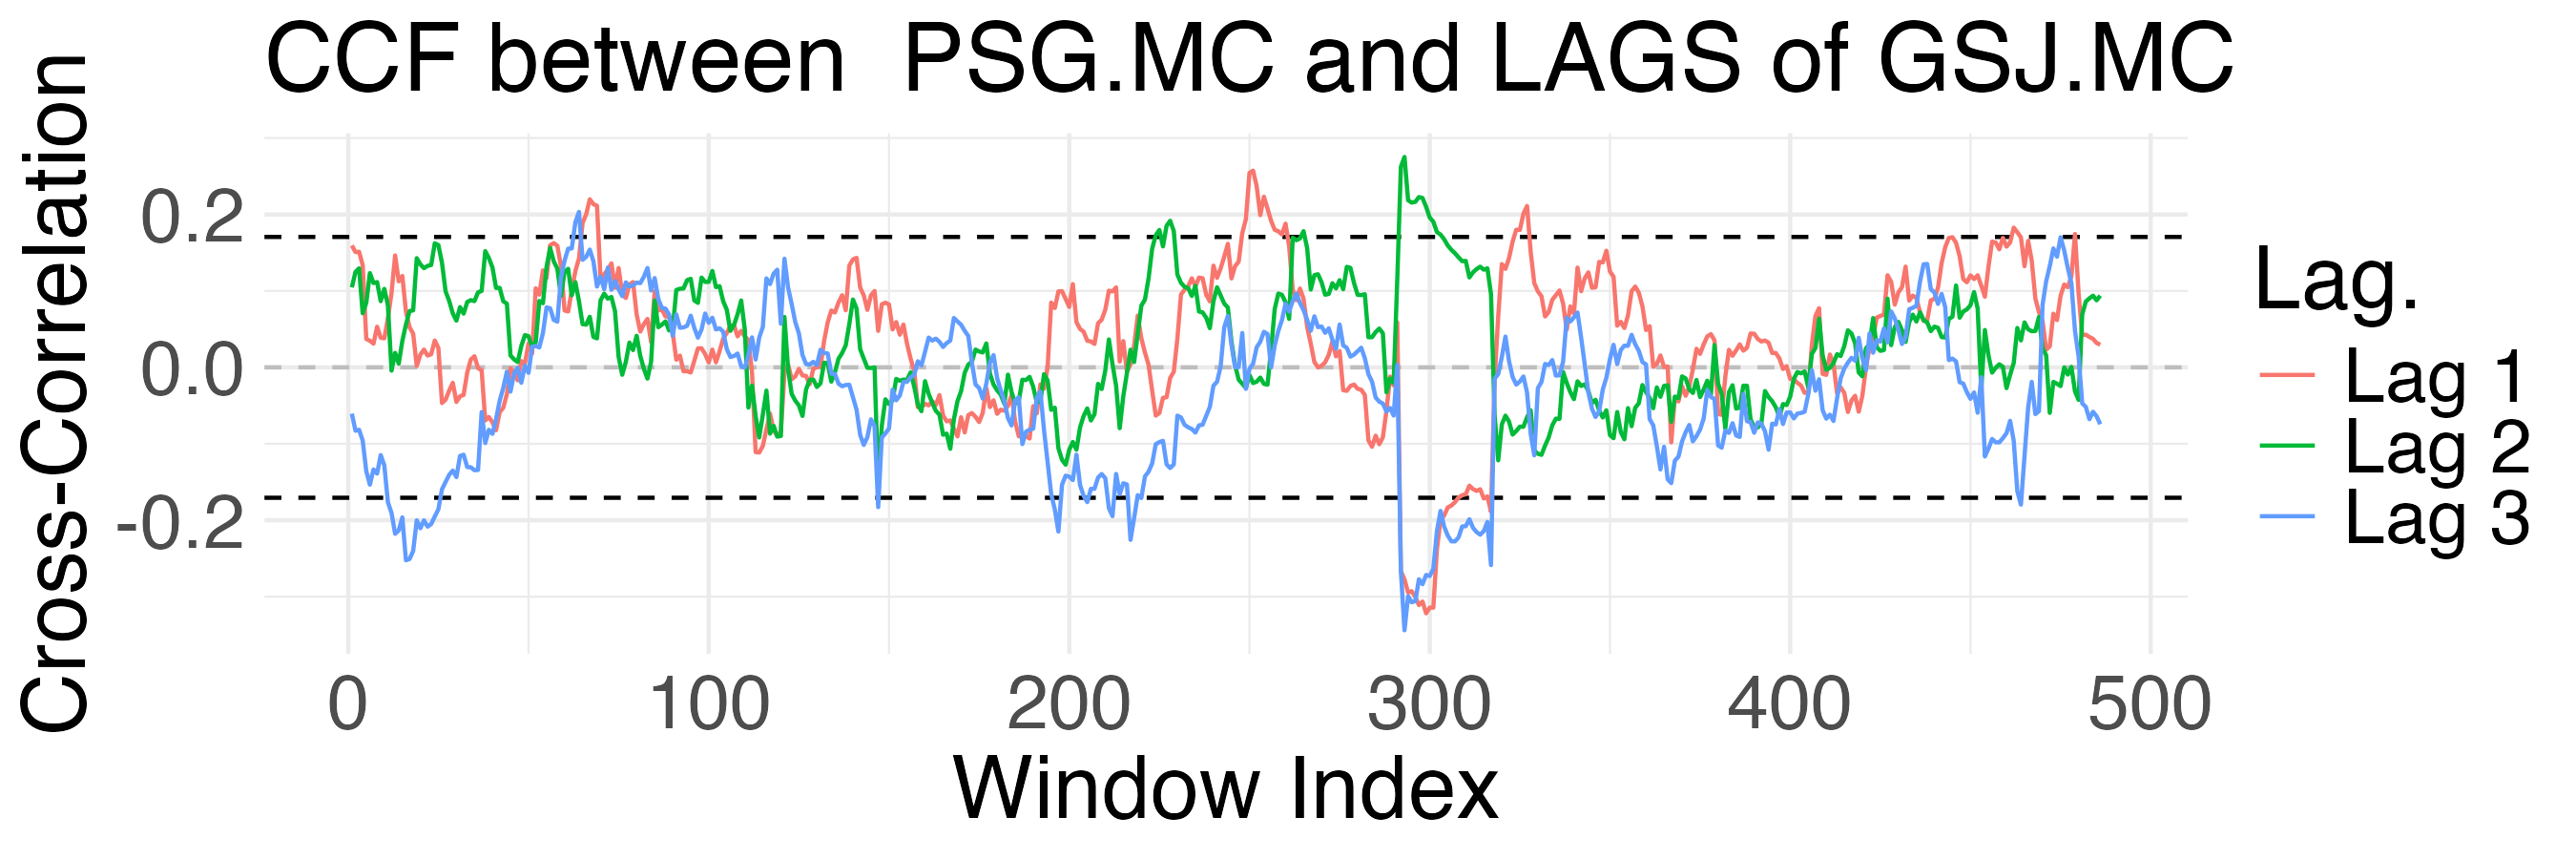 CCF between  PSG.MC and LAGS of GSJ.MC
Cross-Correlation
0.2
0.0
-0.2
0 100 200 300 400 500
Window Index
Lag.
Lag 1
Lag 2
Lag 3